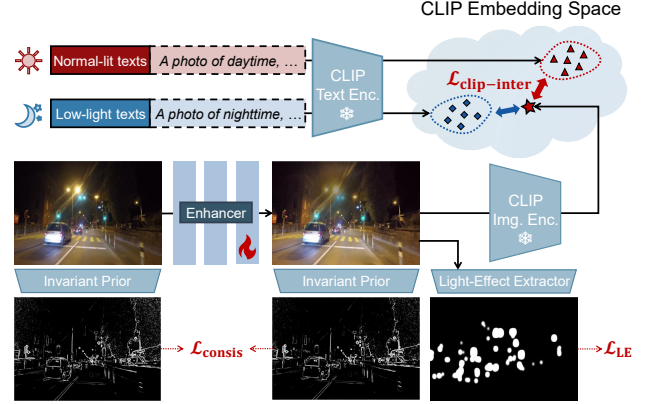 CLIP Embedding Space
Normal-lit texts A photo of daytime, ...
Low-light texts A photo of nighttime, ...
CLIP
Text Enc.
ℒclip−inter
Enhancer
CLIP
Img. Enc.
Invariant Prior
Invariant Prior
Light-Effect Extractor
ℒconsis
ℒLE